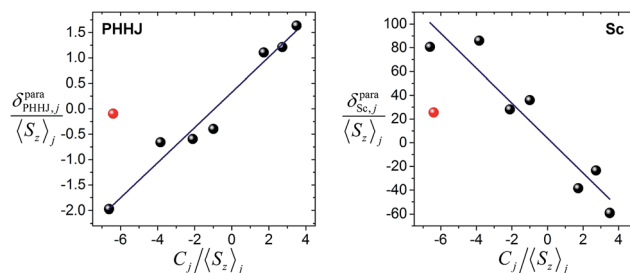 PHHJ
δ^para_PHHJ,j / ⟨S_z⟩_j
1.5
1.0
0.5
0.0
-0.5
-1.0
-1.5
-2.0
-6 -4 -2 0 2 4
C_j/⟨S_z⟩_j
Sc
δ^para_Sc,j / ⟨S_z⟩_j
100
80
60
40
20
0
-20
-40
-60
-6 -4 -2 0 2 4
C_j/⟨S_z⟩_j